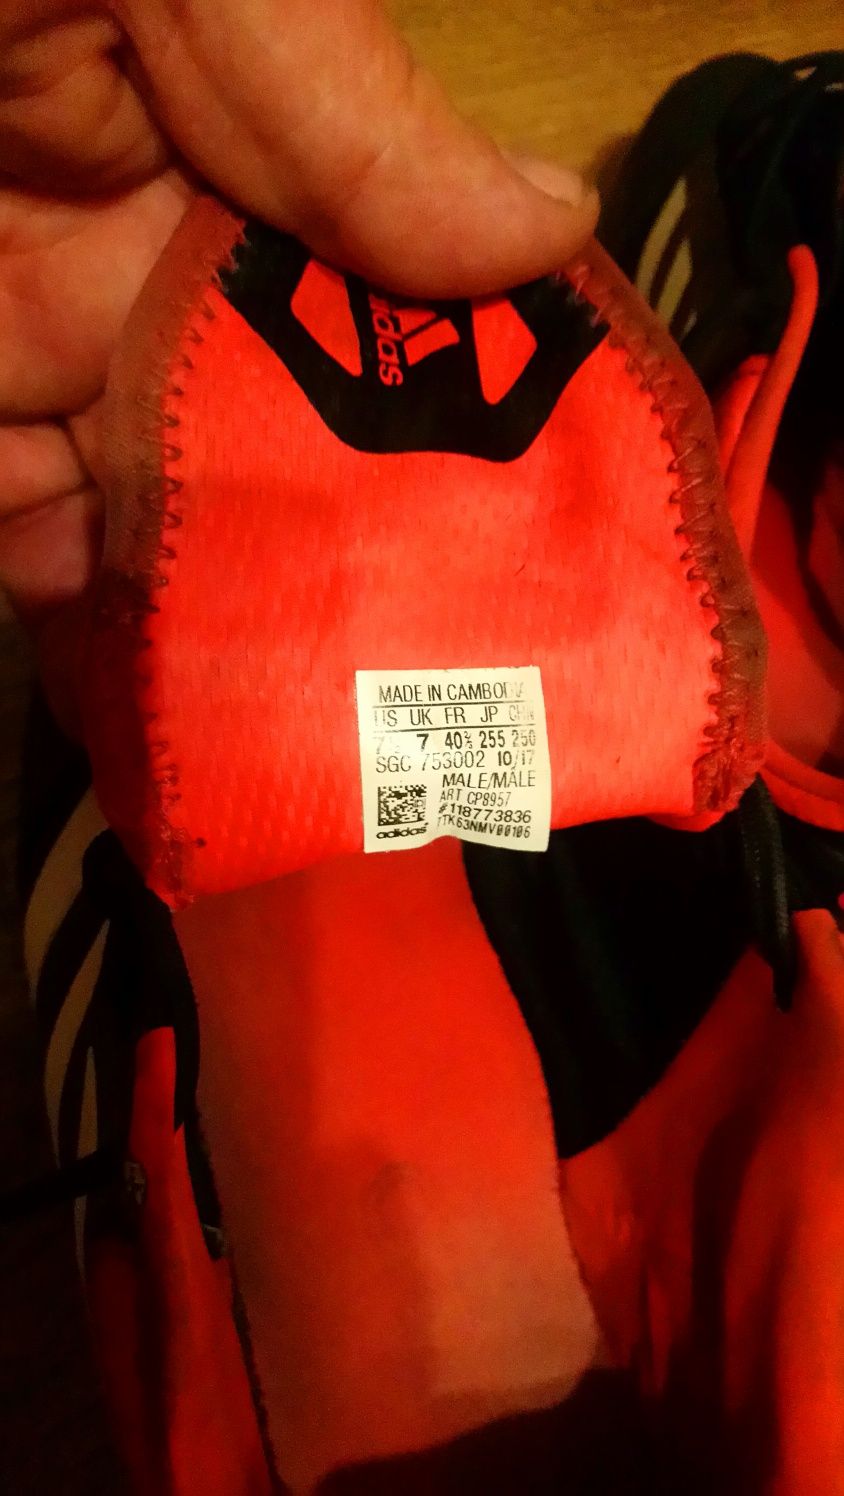 adidas
MADE IN CAMBODIA
US UK FR JP CHN
7½ 7 40⅔ 255 250
SGC 753002 10/17
MALE/MÂLE
ART CP8957
#118773836
TTK63NMV00106
adidas